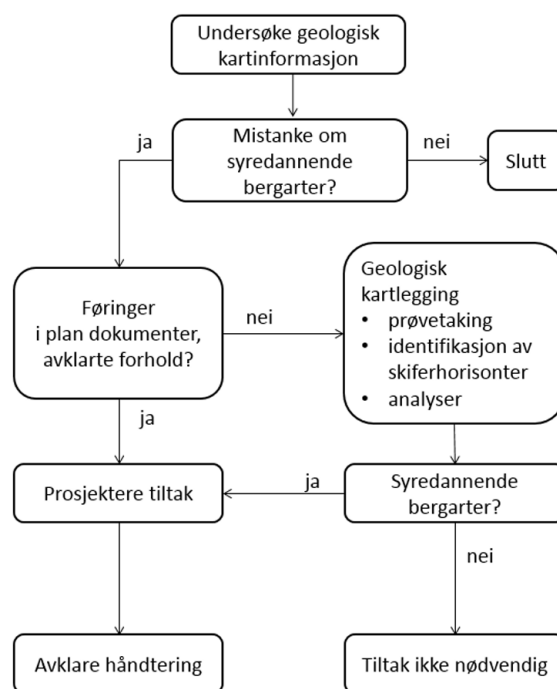 Undersøke geologisk
kartinformasjon
Mistanke om
syredannende
bergarter?
ja
nei
Slutt
Føringer
i plan dokumenter,
avklarte forhold?
nei
Geologisk
kartlegging
• prøvetaking
• identifikasjon av
skiferhorisonter
• analyser
ja
Prosjektere tiltak
ja
Syredannende
bergarter?
nei
Avklare håndtering
Tiltak ikke nødvendig